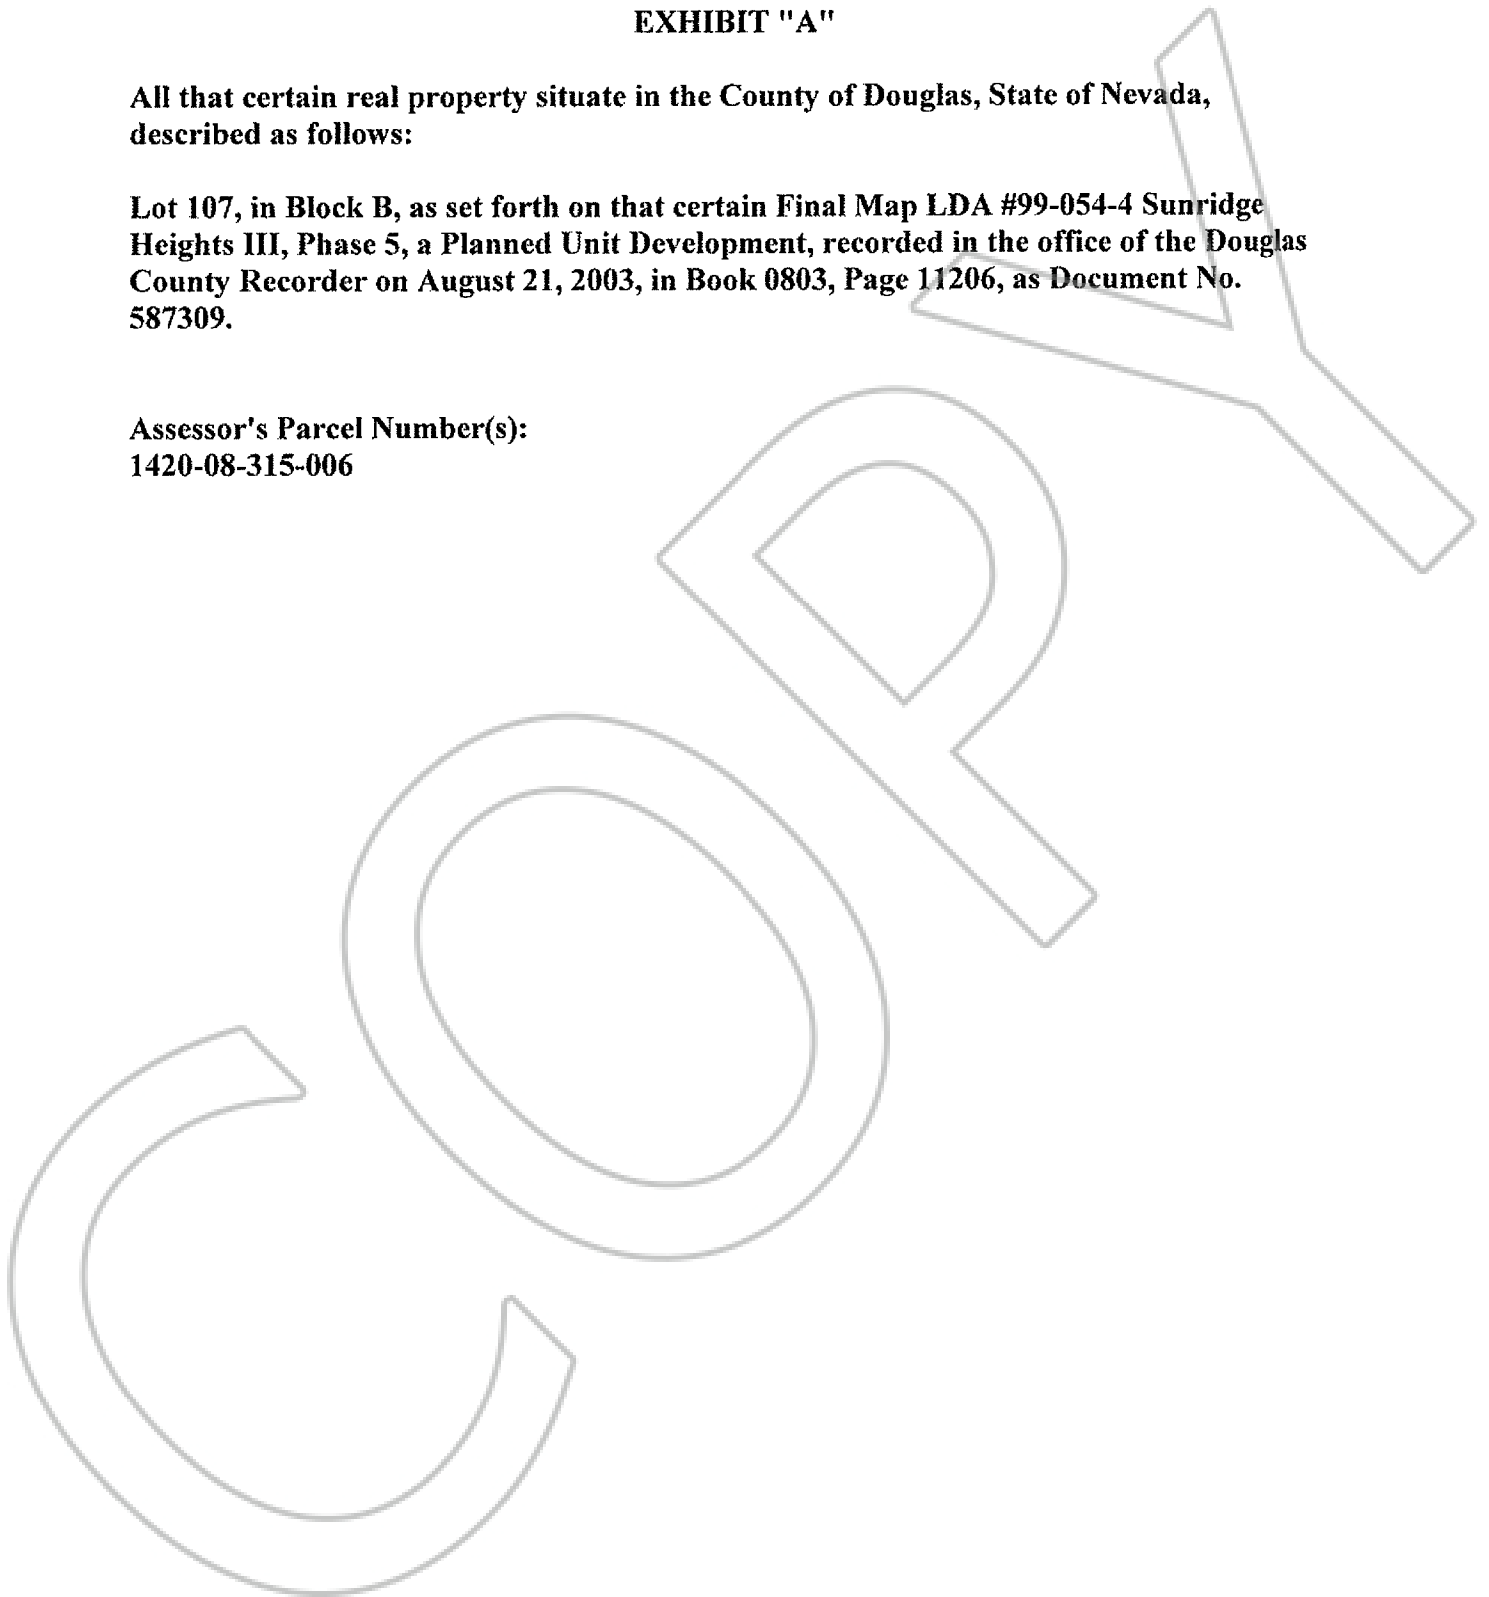 EXHIBIT "A"
All that certain real property situate in the County of Douglas, State of Nevada,
described as follows:
Lot 107, in Block B, as set forth on that certain Final Map LDA #99-054-4 Sunridge
Heights III, Phase 5, a Planned Unit Development, recorded in the office of the Douglas
County Recorder on August 21, 2003, in Book 0803, Page 11206, as Document No.
587309.
Assessor's Parcel Number(s):
1420-08-315-006
COPY